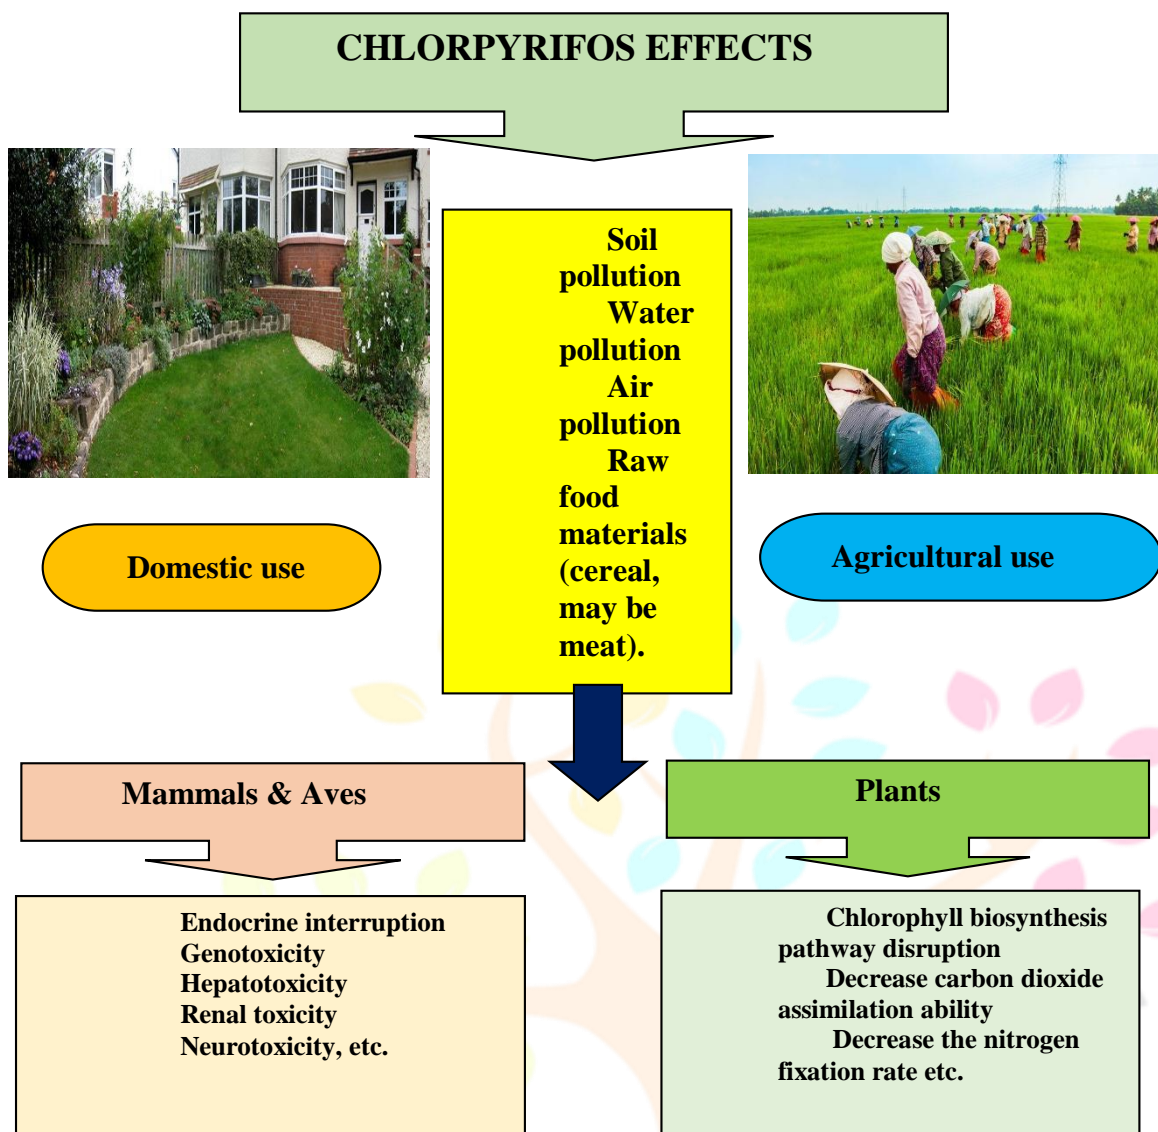 CHLORPYRIFOS EFFECTS
Soil
pollution
Water
pollution
Air
pollution
Raw
food
materials
(cereal,
may be
meat).
Domestic use
Agricultural use
Mammals & Aves
Plants
Endocrine interruption
Genotoxicity
Hepatotoxicity
Renal toxicity
Neurotoxicity, etc.
Chlorophyll biosynthesis
pathway disruption
Decrease carbon dioxide
assimilation ability
Decrease the nitrogen
fixation rate etc.